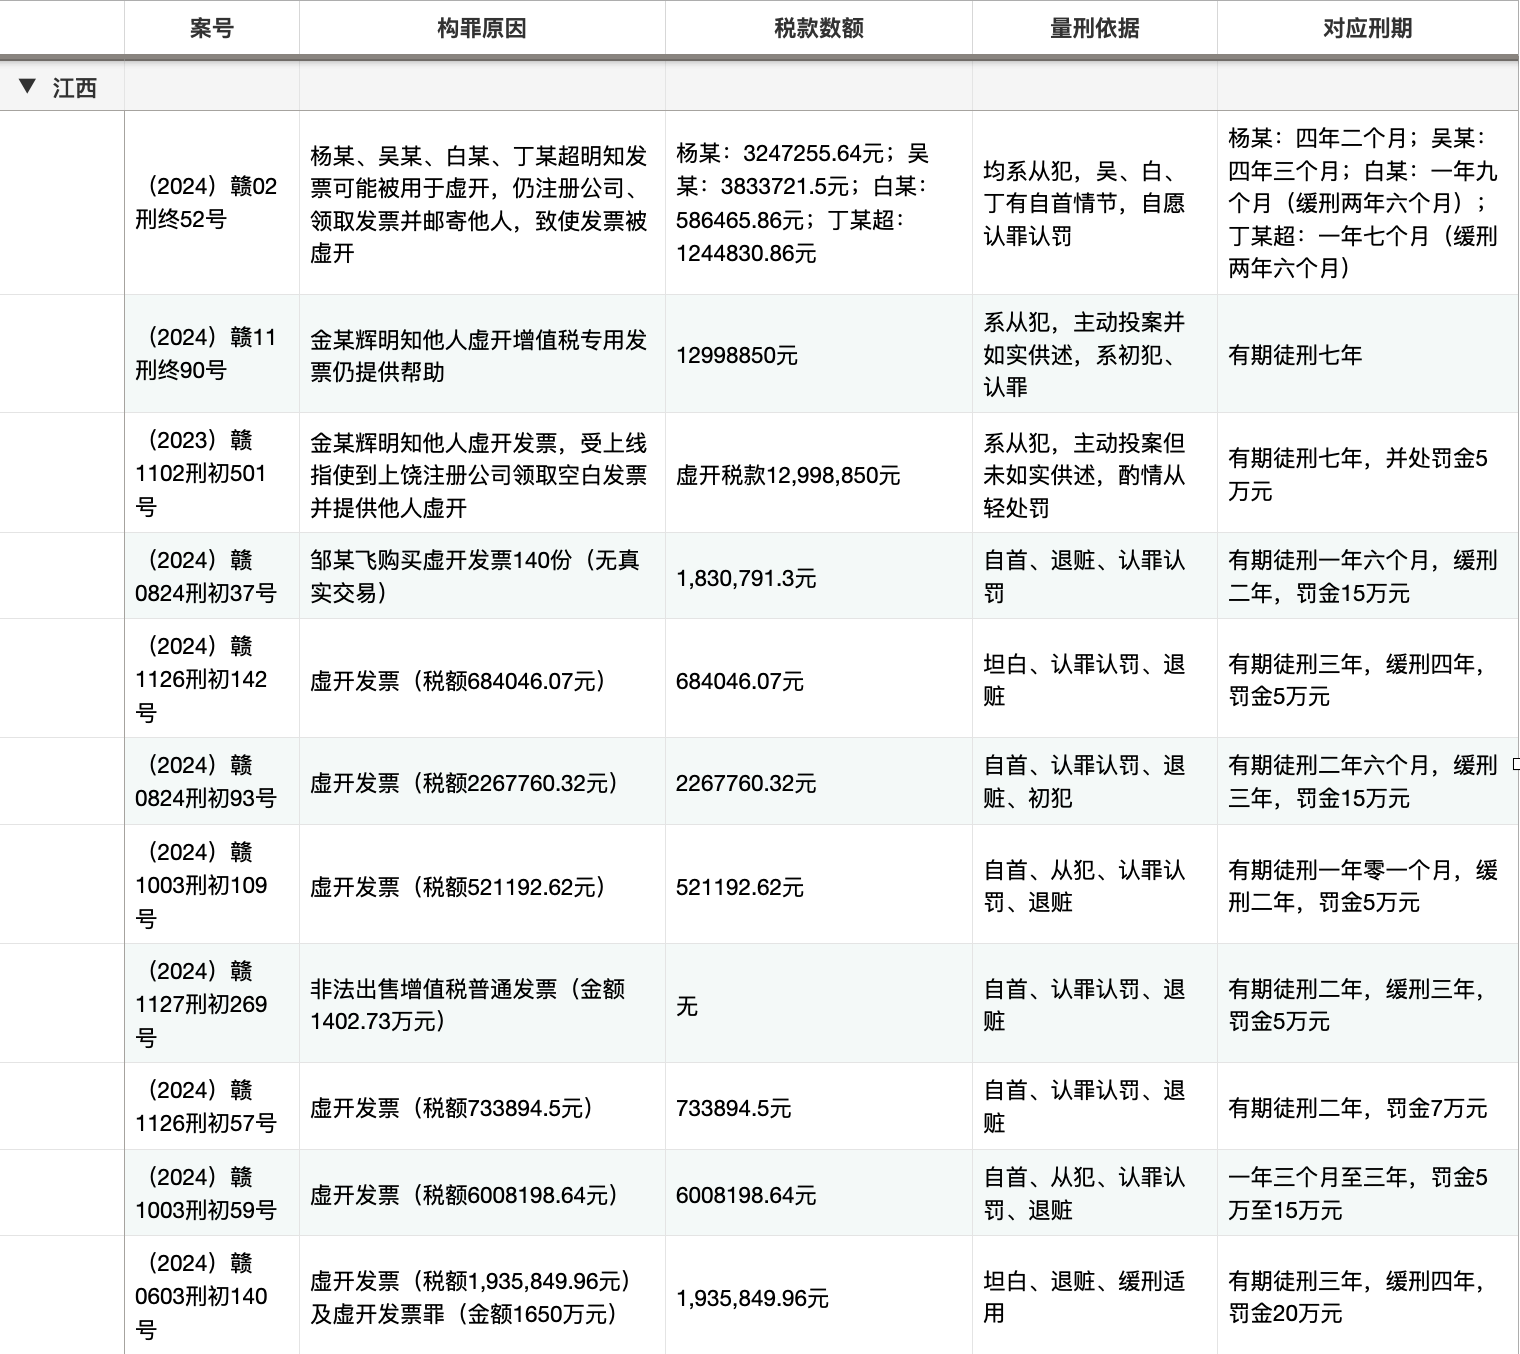 案号 构罪原因 税款数额 量刑依据 对应刑期
▼ 江西
（2024）赣02
刑终52号
杨某、吴某、白某、丁某超明知发
票可能被用于虚开，仍注册公司、
领取发票并邮寄他人，致使发票被
虚开
杨某：3247255.64元；吴
某：3833721.5元；白某：
586465.86元；丁某超：
1244830.86元
均系从犯，吴、白、
丁有自首情节，自愿
认罪认罚
杨某：四年二个月；吴某：
四年三个月；白某：一年九
个月（缓刑两年六个月）；
丁某超：一年七个月（缓刑
两年六个月）
（2024）赣11
刑终90号
金某辉明知他人虚开增值税专用发
票仍提供帮助
12998850元
系从犯，主动投案并
如实供述，系初犯、
认罪
有期徒刑七年
（2023）赣
1102刑初501
号
金某辉明知他人虚开发票，受上线
指使到上饶注册公司领取空白发票
并提供他人虚开
虚开税款12,998,850元
系从犯，主动投案但
未如实供述，酌情从
轻处罚
有期徒刑七年，并处罚金5
万元
（2024）赣
0824刑初37号
邹某飞购买虚开发票140份（无真
实交易）
1,830,791.3元
自首、退赃、认罪认
罚
有期徒刑一年六个月，缓刑
二年，罚金15万元
（2024）赣
1126刑初142
号
虚开发票（税额684046.07元）
684046.07元
坦白、认罪认罚、退
赃
有期徒刑三年，缓刑四年，
罚金5万元
（2024）赣
0824刑初93号
虚开发票（税额2267760.32元）
2267760.32元
自首、认罪认罚、退
赃、初犯
有期徒刑二年六个月，缓刑
三年，罚金15万元
（2024）赣
1003刑初109
号
虚开发票（税额521192.62元）
521192.62元
自首、从犯、认罪认
罚、退赃
有期徒刑一年零一个月，缓
刑二年，罚金5万元
（2024）赣
1127刑初269
号
非法出售增值税普通发票（金额
1402.73万元）
无
自首、认罪认罚、退
赃
有期徒刑二年，缓刑三年，
罚金5万元
（2024）赣
1126刑初57号
虚开发票（税额733894.5元）
733894.5元
自首、认罪认罚、退
赃
有期徒刑二年，罚金7万元
（2024）赣
1003刑初59号
虚开发票（税额6008198.64元）
6008198.64元
自首、从犯、认罪认
罚、退赃
一年三个月至三年，罚金5
万至15万元
（2024）赣
0603刑初140
号
虚开发票（税额1,935,849.96元）
及虚开发票罪（金额1650万元）
1,935,849.96元
坦白、退赃、缓刑适
用
有期徒刑三年，缓刑四年，
罚金20万元